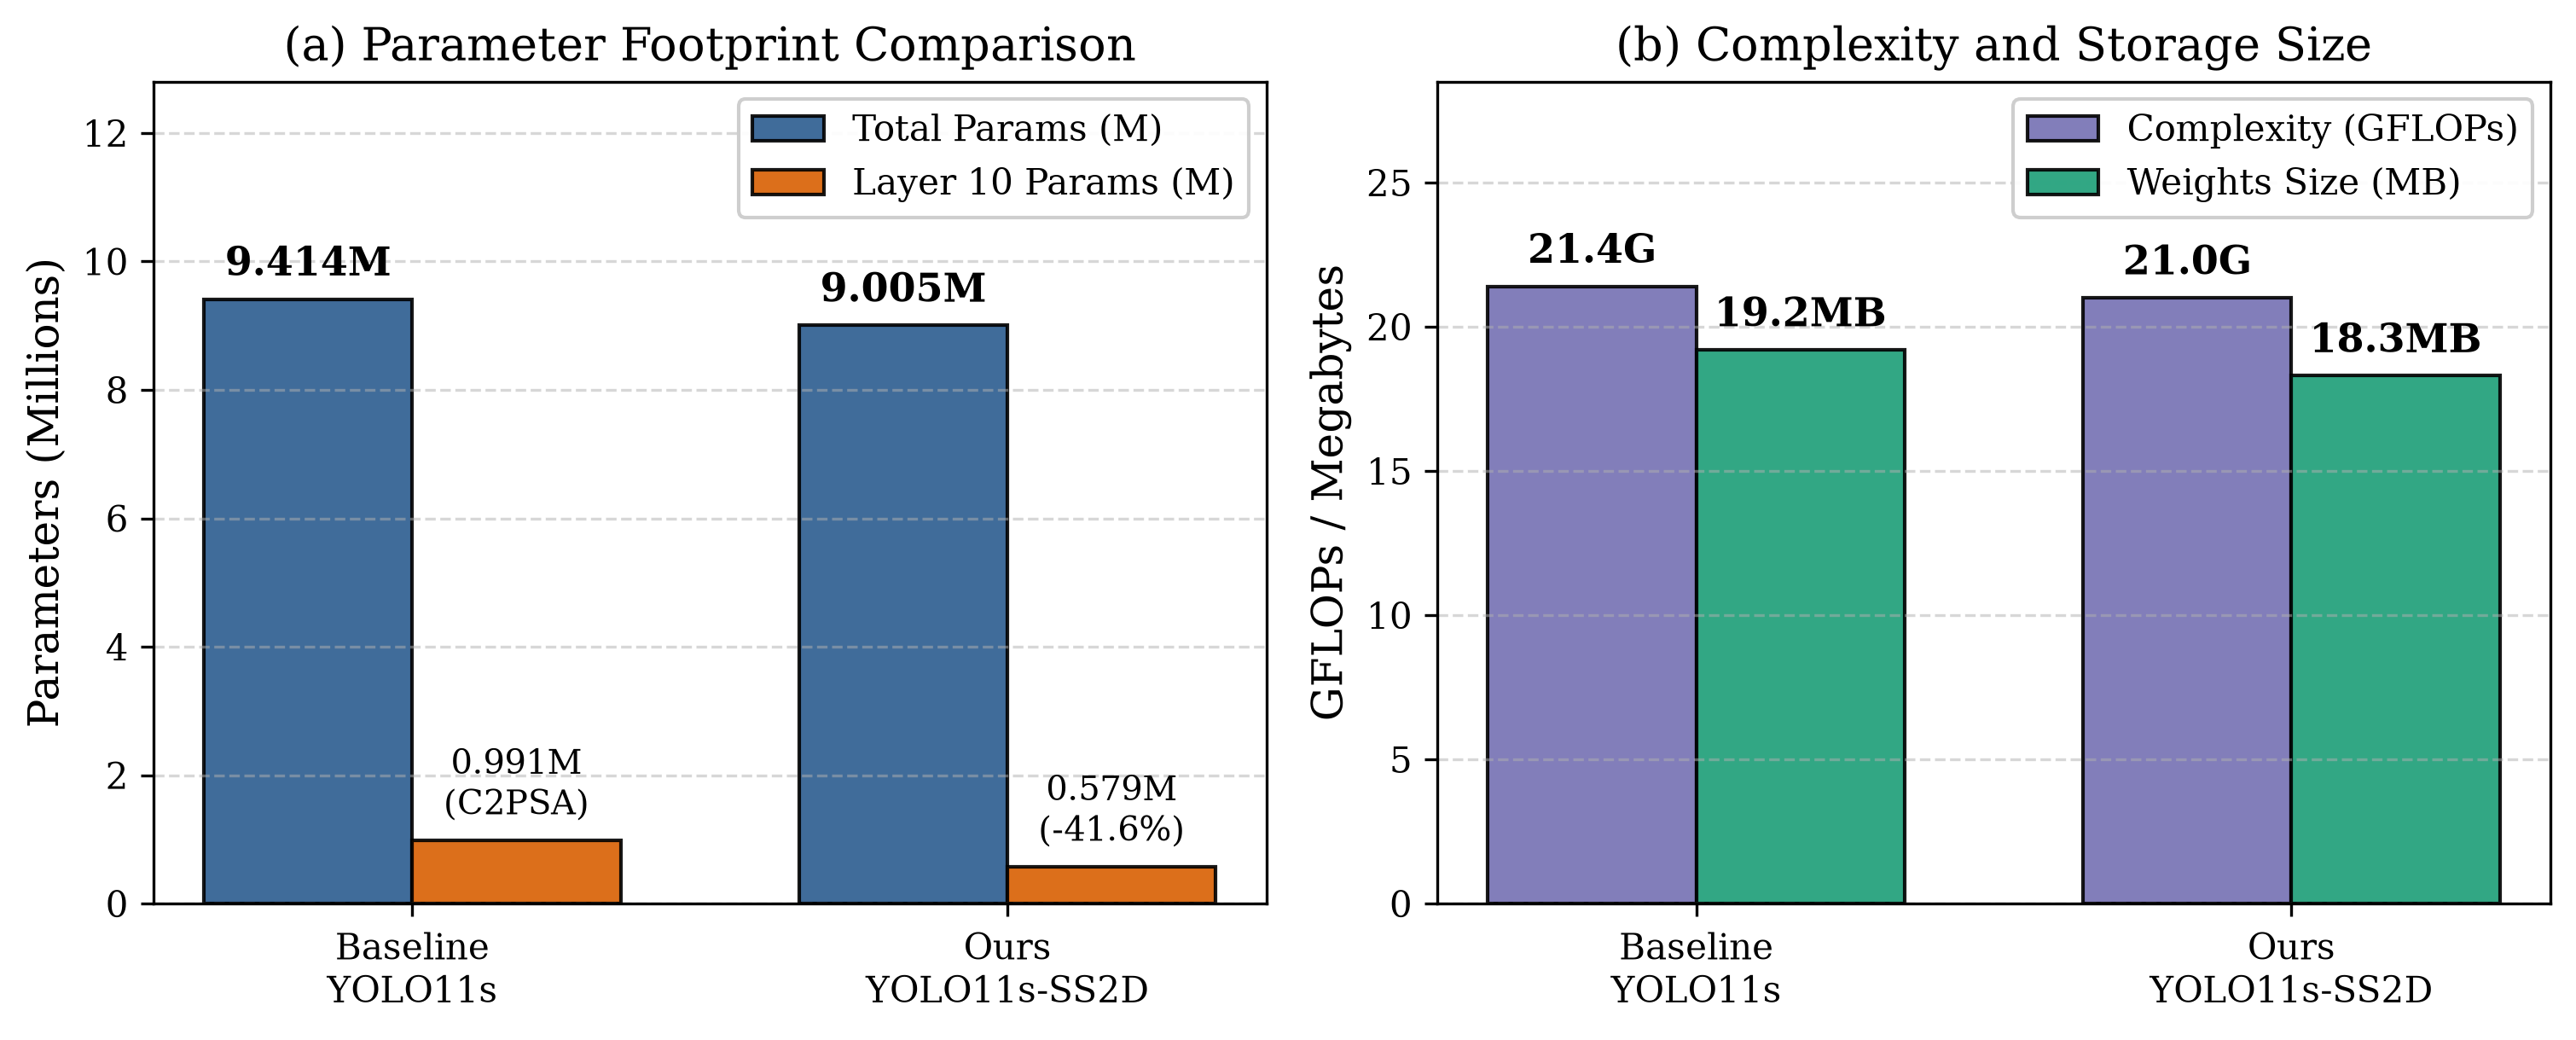 (a) Parameter Footprint Comparison
Total Params (M)
Layer 10 Params (M)
Parameters (Millions)
12
10
8
6
4
2
0
9.414M
0.991M
(C2PSA)
9.005M
0.579M
(-41.6%)
Baseline
YOLO11s
Ours
YOLO11s-SS2D
(b) Complexity and Storage Size
Complexity (GFLOPs)
Weights Size (MB)
GFLOPs / Megabytes
25
20
15
10
5
0
21.4G
19.2MB
21.0G
18.3MB
Baseline
YOLO11s
Ours
YOLO11s-SS2D